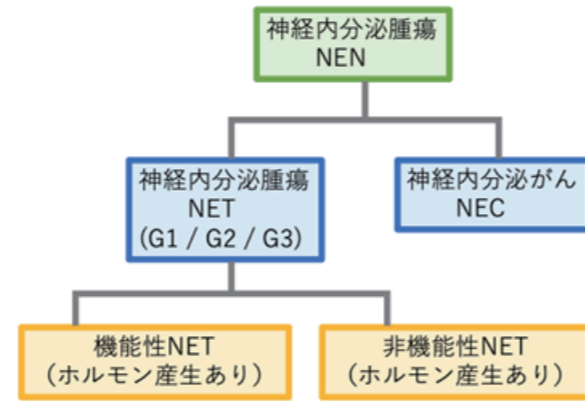 神経内分泌腫瘍
NEN
神経内分泌腫瘍
NET
(G1 / G2 / G3)
神経内分泌がん
NEC
機能性NET
（ホルモン産生あり）
非機能性NET
（ホルモン産生あり）